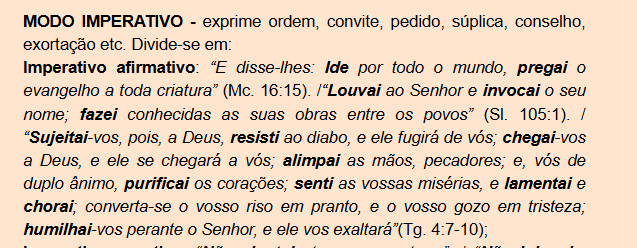 MODO IMPERATIVO - exprime ordem, convite, pedido, súplica, conselho,
exortação etc. Divide-se em:
Imperativo afirmativo: “E disse-lhes: Ide por todo o mundo, pregai o
evangelho a toda criatura” (Mc. 16:15). /“Louvai ao Senhor e invocai o seu
nome; fazei conhecidas as suas obras entre os povos” (Sl. 105:1). /
“Sujeitai-vos, pois, a Deus, resisti ao diabo, e ele fugirá de vós; chegai-vos
a Deus, e ele se chegará a vós; alimpai as mãos, pecadores; e, vós de
duplo ânimo, purificai os corações; senti as vossas misérias, e lamentai e
chorai; converta-se o vosso riso em pranto, e o vosso gozo em tristeza;
humilhai-vos perante o Senhor, e ele vos exaltará”(Tg. 4:7-10);